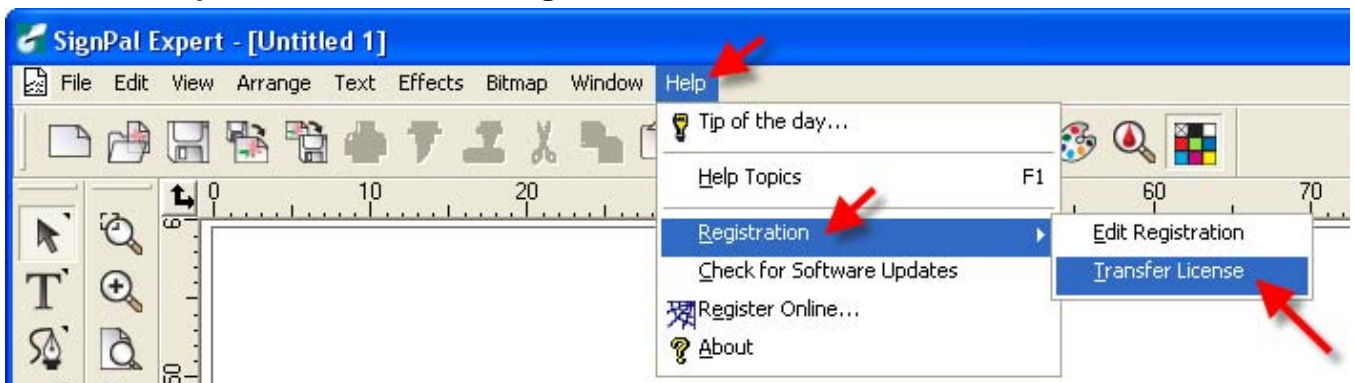 SignPal Expert - [Untitled 1]
File Edit View Arrange Text Effects Bitmap Window Help
Tip of the day...
Help Topics F1
0 10 20 60 70
Registration Edit Registration
Check for Software Updates Transfer License
Register Online...
About